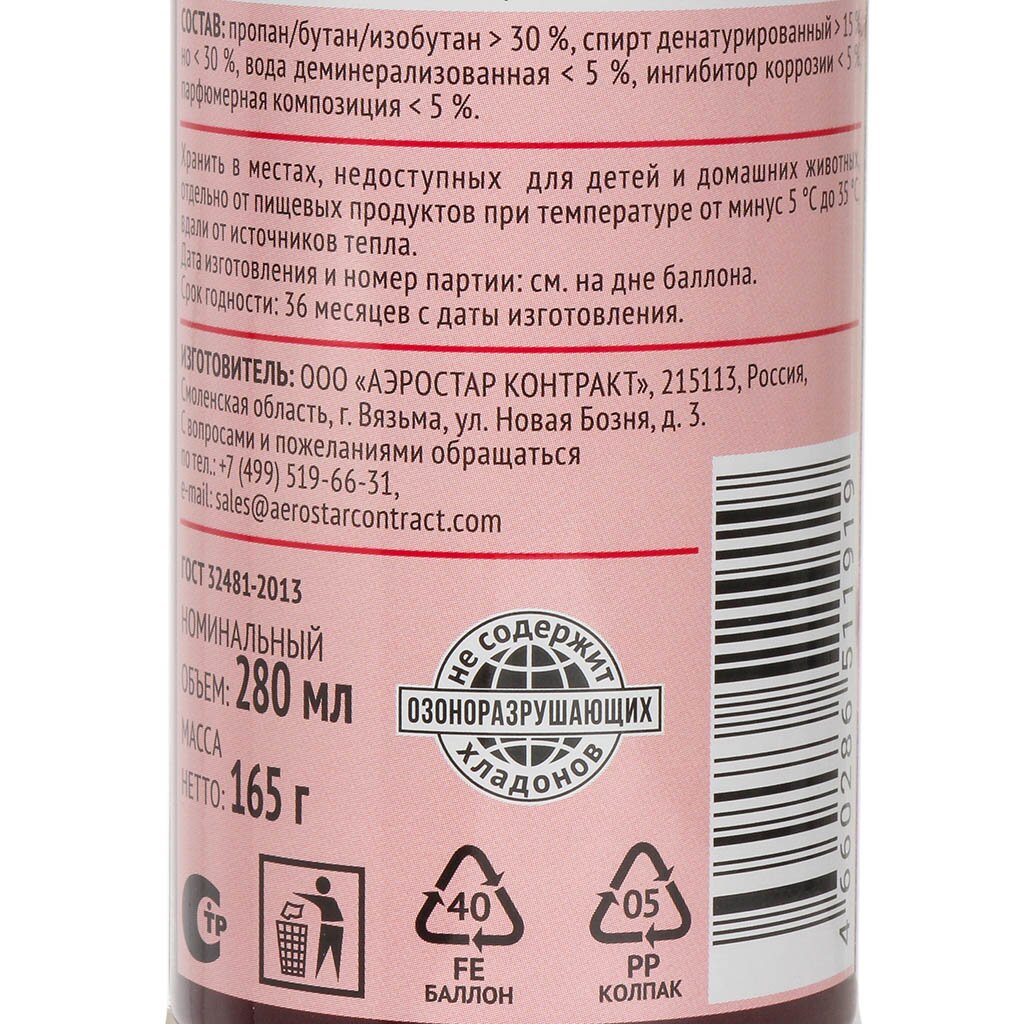 СОСТАВ: пропан/бутан/изобутан > 30 %, спирт денатурированный > 15 %,
но < 30 %, вода деминерализованная < 5 %, ингибитор коррозии < 5 %,
парфюмерная композиция < 5 %.
Хранить в местах, недоступных для детей и домашних животных,
отдельно от пищевых продуктов при температуре от минус 5 °С до 35 °С
вдали от источников тепла.
Дата изготовления и номер партии: см. на дне баллона.
Срок годности: 36 месяцев с даты изготовления.
ИЗГОТОВИТЕЛЬ: ООО «АЭРОСТАР КОНТРАКТ», 215113, Россия,
Смоленская область, г. Вязьма, ул. Новая Бозня, д. 3.
С вопросами и пожеланиями обращаться
по тел.: +7 (499) 519-66-31,
e-mail: sales@aerostarcontract.com
ГОСТ 32481-2013
НОМИНАЛЬНЫЙ
ОБЪЕМ: 280 мл
МАССА
НЕТТО: 165 г
не содержит
ОЗОНОРАЗРУШАЮЩИХ
хладонов
СТР
40
FE
БАЛЛОН
05
PP
КОЛПАК
4660286511919